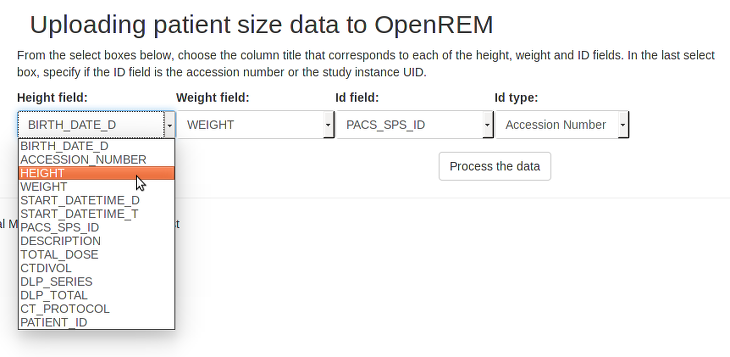 Uploading patient size data to OpenREM
From the select boxes below, choose the column title that corresponds to each of the height, weight and ID fields. In the last select
box, specify if the ID field is the accession number or the study instance UID.
Height field: Weight field: Id field: Id type:
BIRTH_DATE_D WEIGHT PACS_SPS_ID Accession Number
BIRTH_DATE_D
ACCESSION_NUMBER
HEIGHT
WEIGHT
START_DATETIME_D
START_DATETIME_T
PACS_SPS_ID
DESCRIPTION
TOTAL_DOSE
CTDIVOL
DLP_SERIES
DLP_TOTAL
CT_PROTOCOL
PATIENT_ID
Process the data